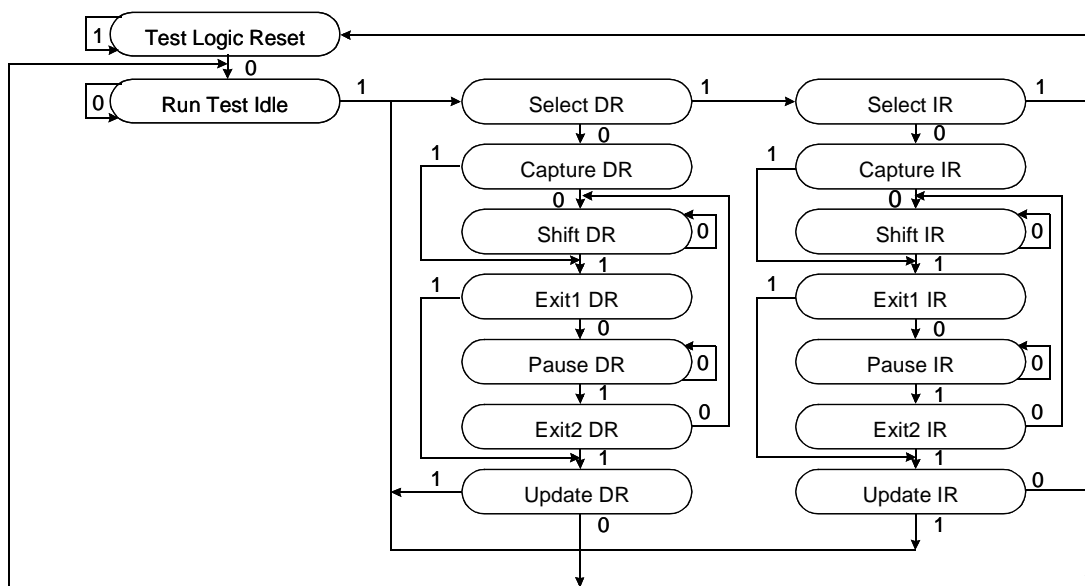 1 Test Logic Reset
0
0 Run Test Idle 1 Select DR 1 Select IR 1
0 0
1 Capture DR 1 Capture IR
0 0
Shift DR 0 Shift IR 0
1 1
1 Exit1 DR 1 Exit1 IR
0 0
Pause DR 0 Pause IR 0
1 1
Exit2 DR 0 Exit2 IR 0
1 1
1 Update DR Update IR 0
0 1